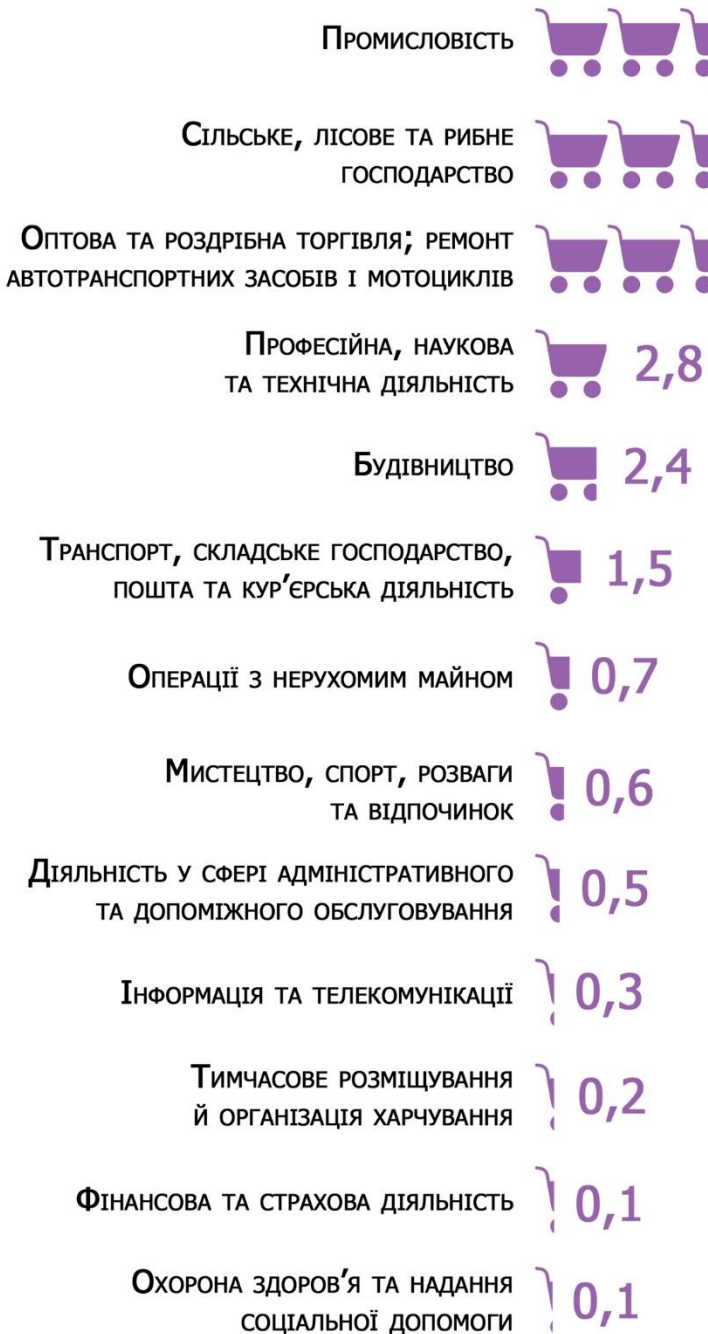 Промисловість
Сільське, лісове та рибне
господарство
Оптова та роздрібна торгівля; ремонт
автотранспортних засобів і мотоциклів
Професійна, наукова
та технічна діяльність 2,8
Будівництво 2,4
Транспорт, складське господарство,
пошта та кур’єрська діяльність 1,5
Операції з нерухомим майном 0,7
Мистецтво, спорт, розваги
та відпочинок 0,6
Діяльність у сфері адміністративного
та допоміжного обслуговування 0,5
Інформація та телекомунікації 0,3
Тимчасове розміщування
й організація харчування 0,2
Фінансова та страхова діяльність 0,1
Охорона здоров’я та надання
соціальної допомоги 0,1